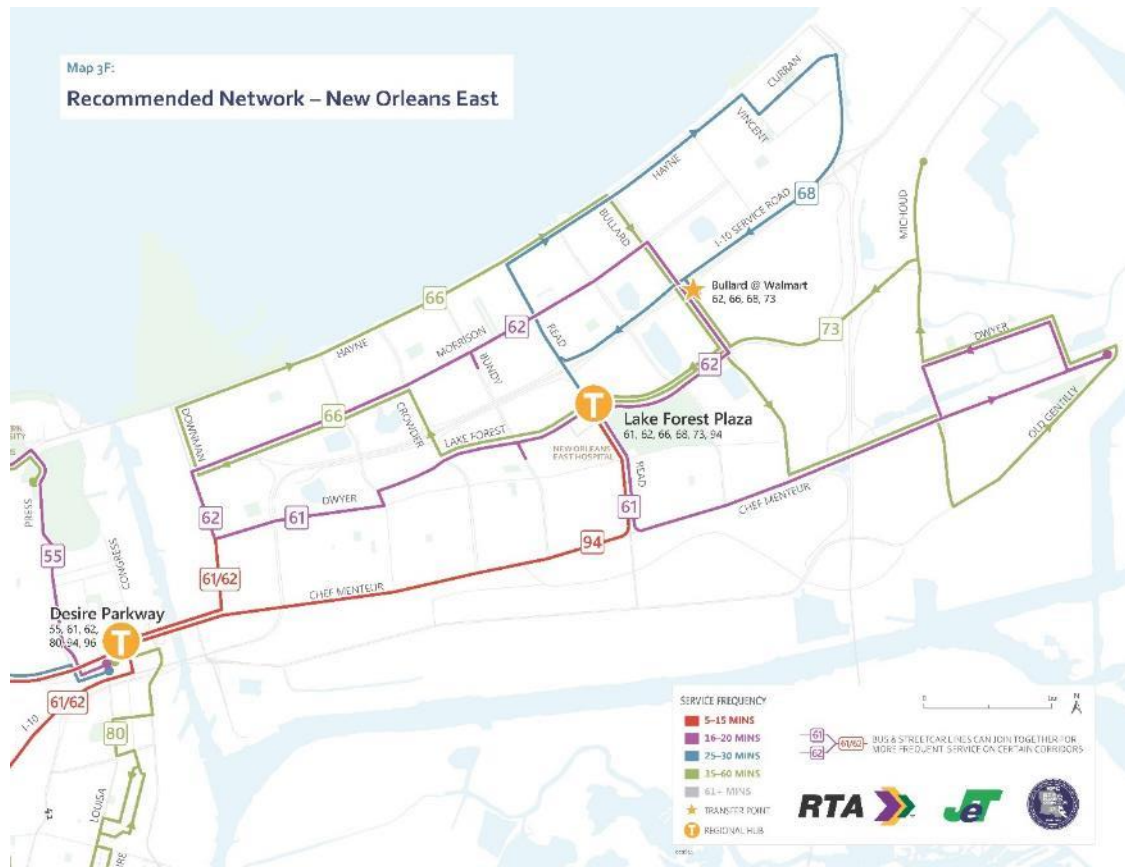 Map 3F:
Recommended Network – New Orleans East
CURRAN
VINCENT
HAYNE
68
I-10 SERVICE ROAD
BULLARD
MICHOUD
66
Bullard @ Walmart
62, 66, 68, 73
62
READ
MORRISON
HAYNE
73
DWYER
BUNDY
62
DOWNMAN
66
CROWDER
LAKE FOREST
T
Lake Forest Plaza
61, 62, 66, 68, 73, 94
NEW ORLEANS
EAST HOSPITAL
READ
OLD GENTILLY
DWYER
61
62
61
CHEF MENTEUR
PRESS
55
CONGRESS
94
61/62
CHEF MENTEUR
Desire Parkway
55, 61, 62,
80, 94, 96
T
61/62
I-10
80
LOUISA
42
SERVICE FREQUENCY
5–15 MINS
16–20 MINS
25–30 MINS
35–60 MINS
61+ MINS
TRANSFER POINT
T REGIONAL HUB
0
N
61
62
61/62
BUS & STREETCAR LINES CAN JOIN TOGETHER FOR
MORE FREQUENT SERVICE ON CERTAIN CORRIDORS
RTA
JeT